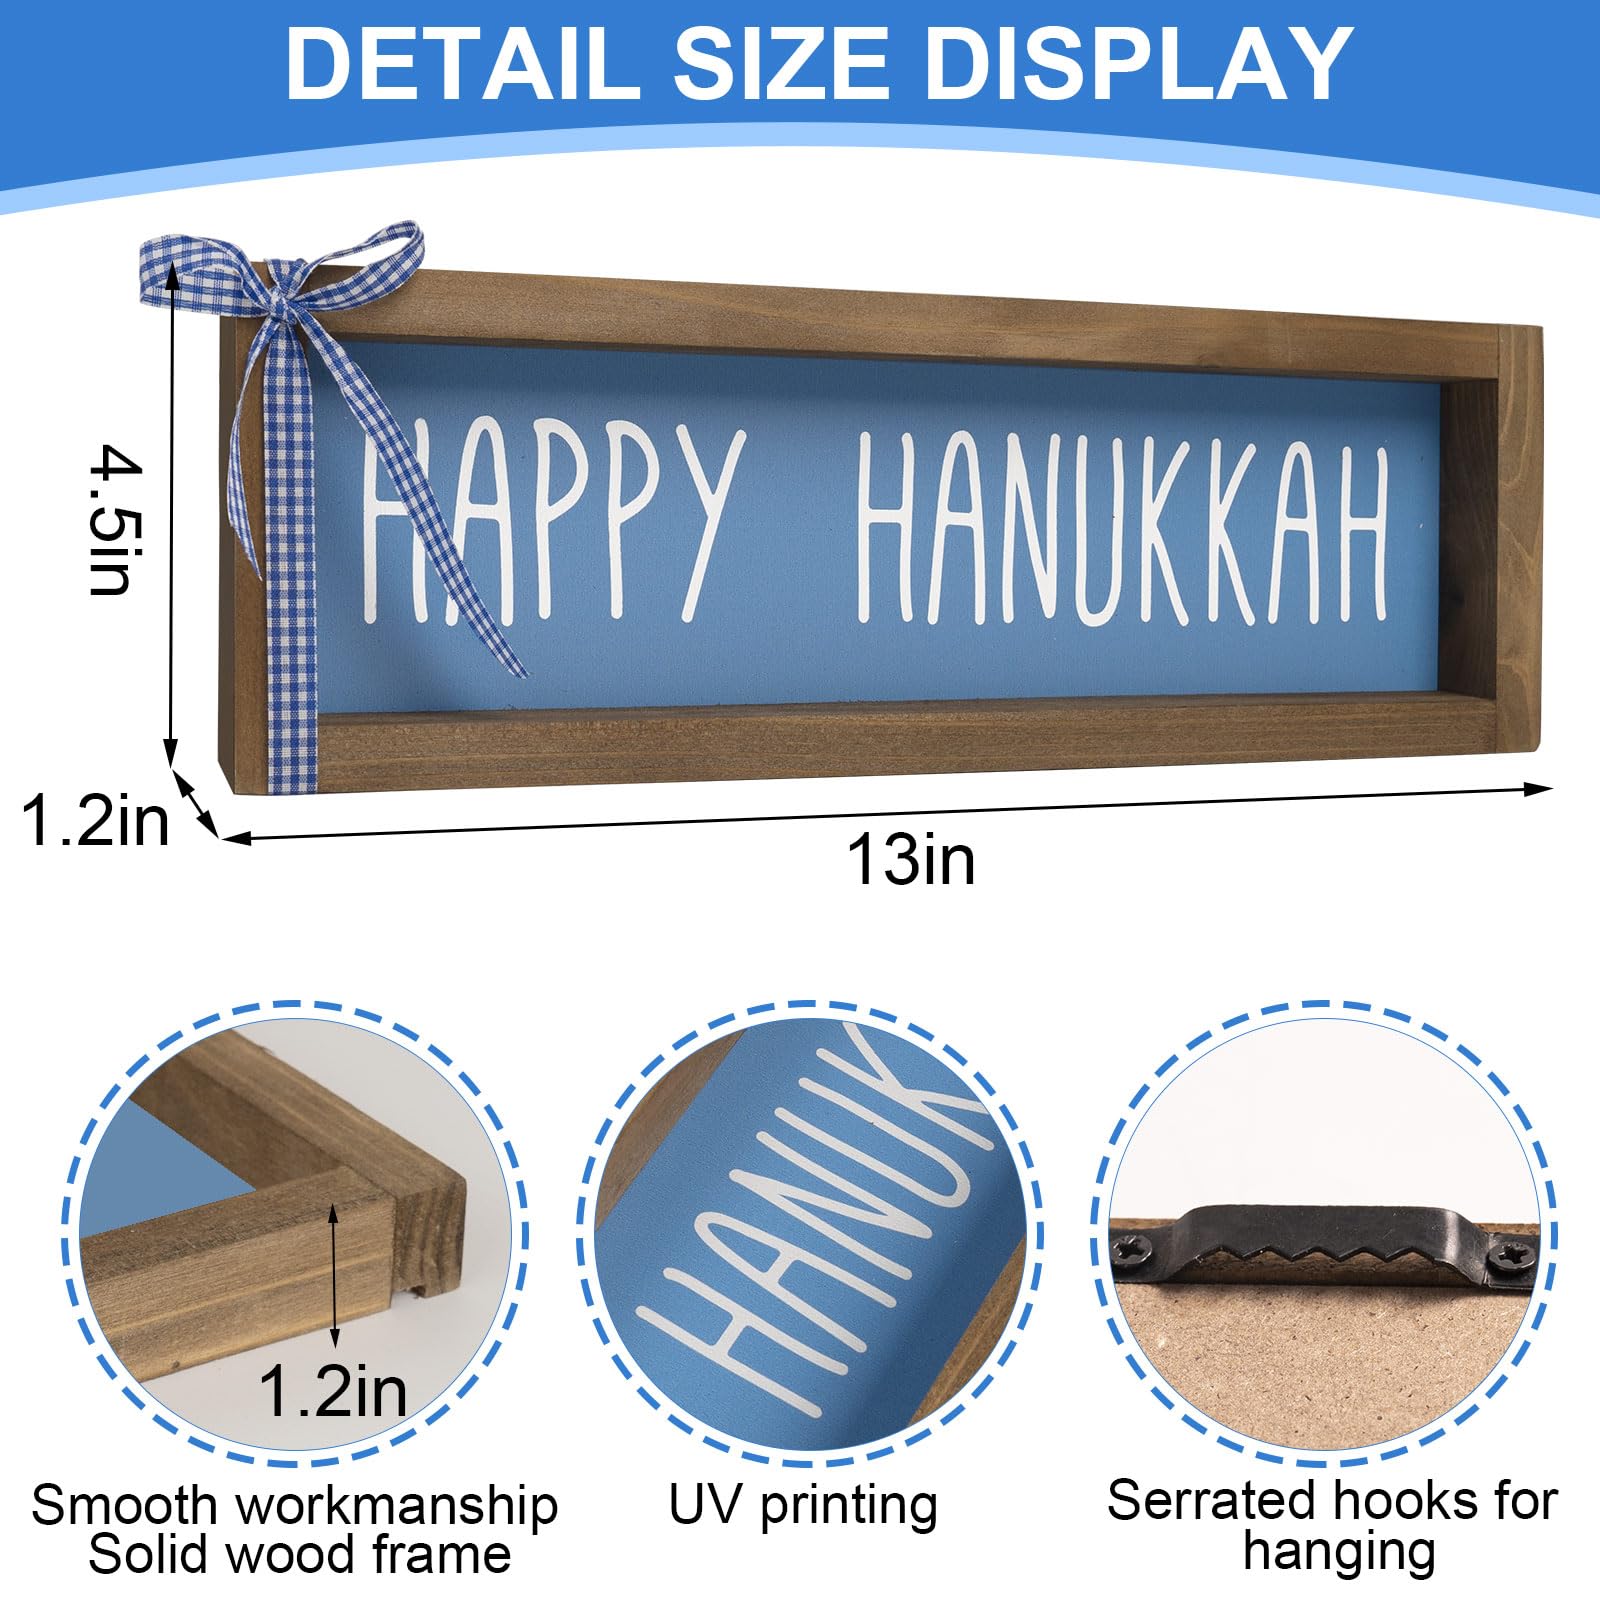 DETAIL SIZE DISPLAY
HAPPY HANUKKAH
4.5in
1.2in
13in
1.2in
HANUK
Smooth workmanship
Solid wood frame
UV printing
Serrated hooks for
hanging